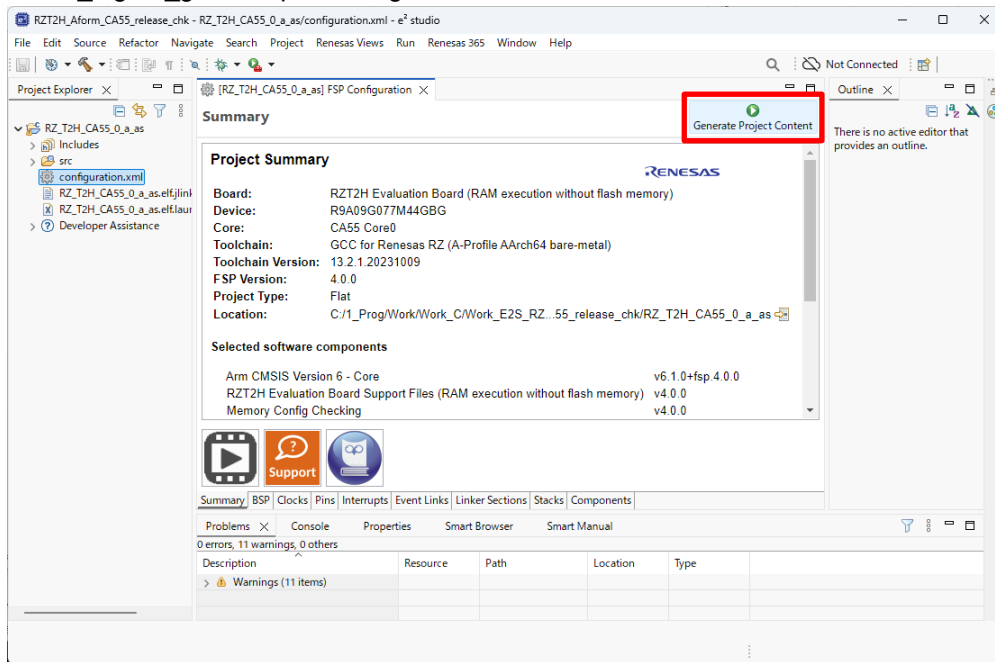 RZT2H_Aform_CA55_release_chk - RZ_T2H_CA55_0_a_as/configuration.xml - e² studio
File Edit Source Refactor Navigate Search Project Renesas Views Run Renesas 365 Window Help
Not Connected
Project Explorer
[RZ_T2H_CA55_0_a_as] FSP Configuration
Outline
RZ_T2H_CA55_0_a_as
Includes
src
configuration.xml
RZ_T2H_CA55_0_a_as.elf.jlink
RZ_T2H_CA55_0_a_as.elf.laur
Developer Assistance
Summary
Generate Project Content
There is no active editor that
provides an outline.
Project Summary
RENESAS
Board: RZT2H Evaluation Board (RAM execution without flash memory)
Device: R9A09G077M44GBG
Core: CA55 Core0
Toolchain: GCC for Renesas RZ (A-Profile AArch64 bare-metal)
Toolchain Version: 13.2.1.20231009
FSP Version: 4.0.0
Project Type: Flat
Location: C:/1_Prog/Work/Work_C/Work_E2S_RZ...55_release_chk/RZ_T2H_CA55_0_a_as
Selected software components
Arm CMSIS Version 6 - Core v6.1.0+fsp.4.0.0
RZT2H Evaluation Board Support Files (RAM execution without flash memory) v4.0.0
Memory Config Checking v4.0.0
Support
Summary BSP Clocks Pins Interrupts Event Links Linker Sections Stacks Components
Problems Console Properties Smart Browser Smart Manual
0 errors, 11 warnings, 0 others
Description Resource Path Location Type
Warnings (11 items)